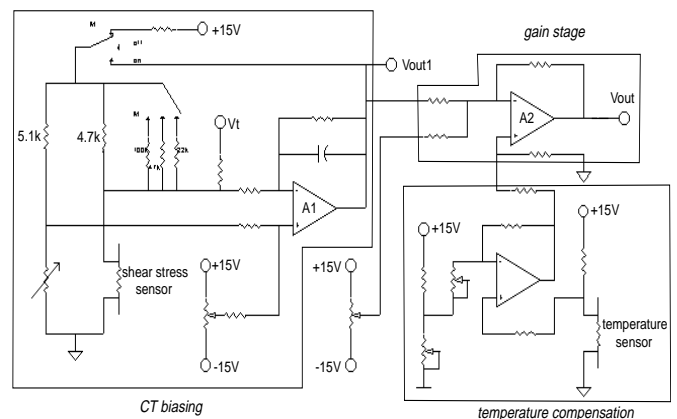 M
off
+15V
on
gain stage
Vout1
5.1k
4.7k
M
Vt
100k
22k
A1
A2
Vout
shear stress
sensor
+15V
-15V
+15V
-15V
+15V
+15V
temperature
sensor
CT biasing
temperature compensation